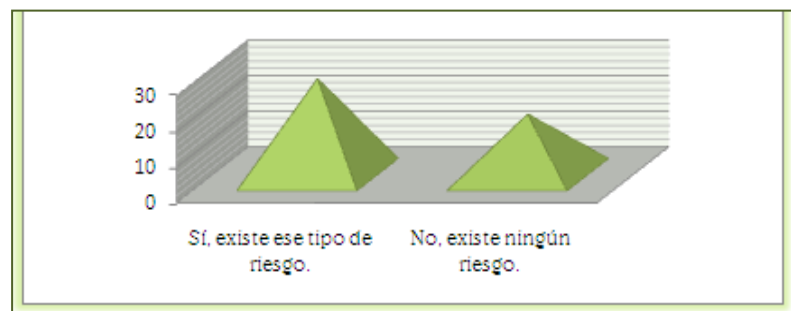 30
20
10
0
Sí, existe ese tipo de
riesgo.
No, existe ningún
riesgo.